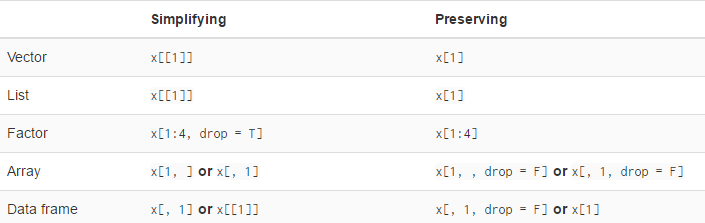 Simplifying Preserving
Vector x[[1]] x[1]
List x[[1]] x[1]
Factor x[1:4, drop = T] x[1:4]
Array x[1, ] or x[, 1] x[1, , drop = F] or x[, 1, drop = F]
Data frame x[, 1] or x[[1]] x[, 1, drop = F] or x[1]